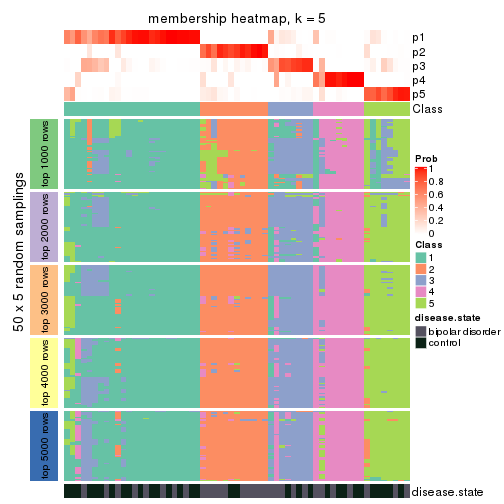 membership heatmap, k = 5
p1
p2
p3
p4
p5
Class
50 x 5 random samplings
top 1000 rows
top 2000 rows
top 3000 rows
top 4000 rows
top 5000 rows
Prob
1
0.8
0.6
0.4
0.2
0
Class
1
2
3
4
5
disease.state
bipolar disorder
control
disease.state